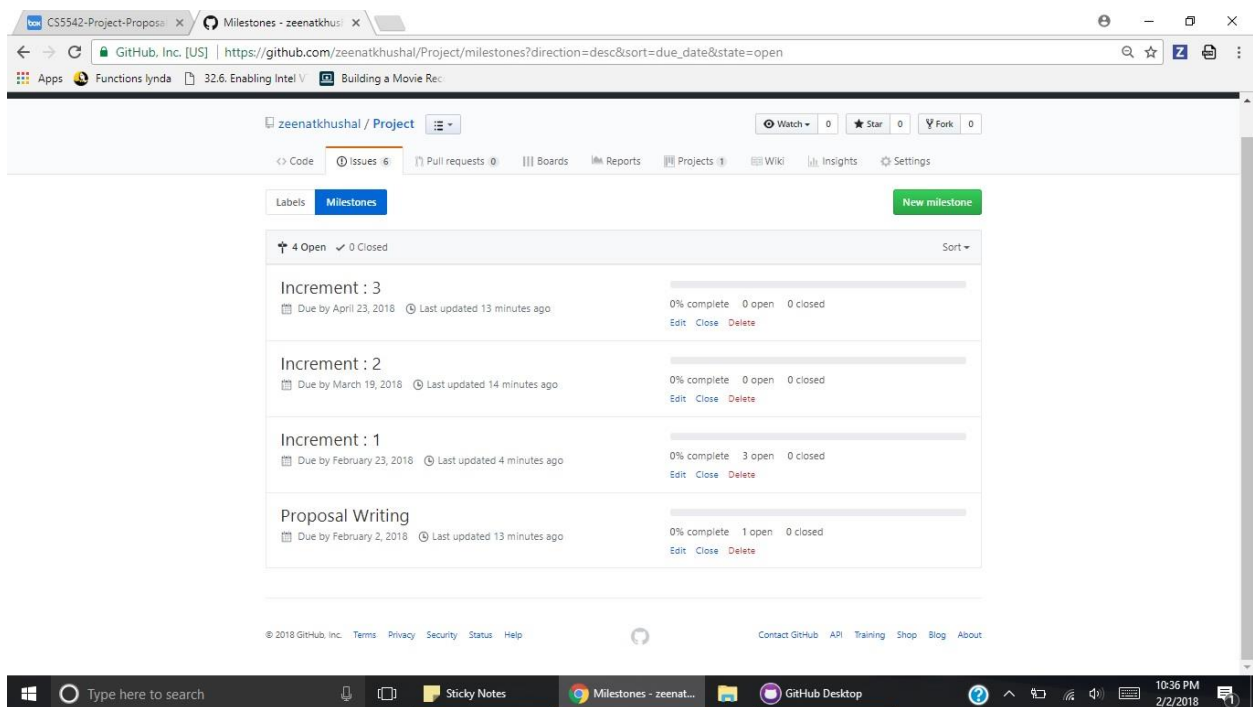 box CS5542-Project-Proposa
Milestones - zeenatkhus
GitHub, Inc. [US] | https://github.com/zeenatkhushal/Project/milestones?direction=desc&sort=due_date&state=open
Apps Functions lynda 32.6. Enabling Intel V Building a Movie Rec
zeenatkhushal / Project
Watch 0 Star 0 Fork 0
<> Code Issues 6 Pull requests 0 Boards Reports Projects 1 Wiki Insights Settings
Labels Milestones New milestone
4 Open 0 Closed Sort
Increment : 3
Due by April 23, 2018 Last updated 13 minutes ago
0% complete 0 open 0 closed
Edit Close Delete
Increment : 2
Due by March 19, 2018 Last updated 14 minutes ago
0% complete 0 open 0 closed
Edit Close Delete
Increment : 1
Due by February 23, 2018 Last updated 4 minutes ago
0% complete 3 open 0 closed
Edit Close Delete
Proposal Writing
Due by February 2, 2018 Last updated 13 minutes ago
0% complete 1 open 0 closed
Edit Close Delete
© 2018 GitHub, Inc. Terms Privacy Security Status Help Contact GitHub API Training Shop Blog About
Type here to search Sticky Notes Milestones - zeenat... GitHub Desktop
10:36 PM
2/2/2018